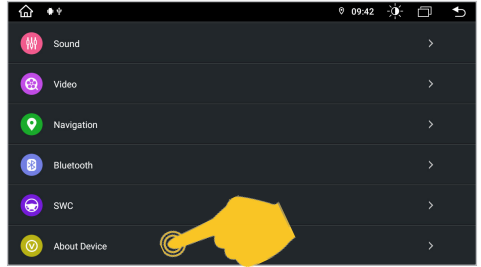 09:42
Sound
Video
Navigation
Bluetooth
SWC
About Device